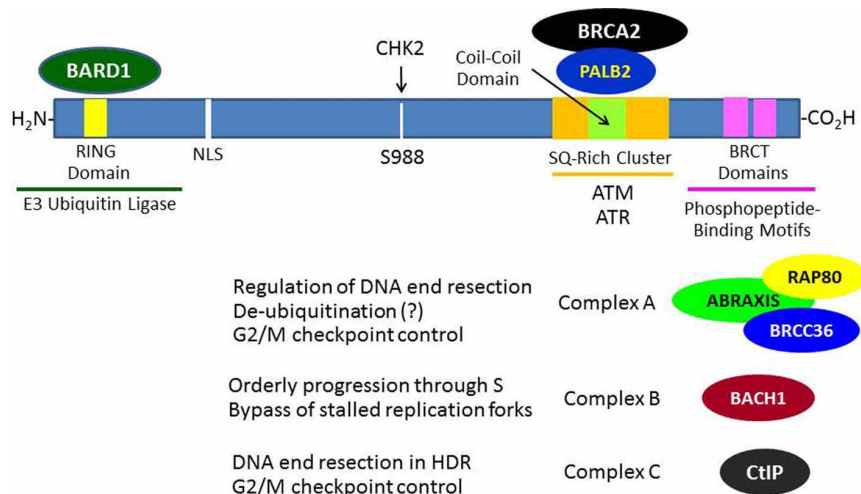 BRCA2
CHK2
Coil-Coil
Domain
BARD1
PALB2
H2N-
-CO2H
RING
Domain
NLS
S988
SQ-Rich Cluster
BRCT
Domains
E3 Ubiquitin Ligase
ATM
ATR
Phosphopeptide-
Binding Motifs
Regulation of DNA end resection
De-ubiquitination (?)
G2/M checkpoint control
Complex A
RAP80
ABRAXIS
BRCC36
Orderly progression through S
Bypass of stalled replication forks
Complex B
BACH1
DNA end resection in HDR
G2/M checkpoint control
Complex C
CtIP